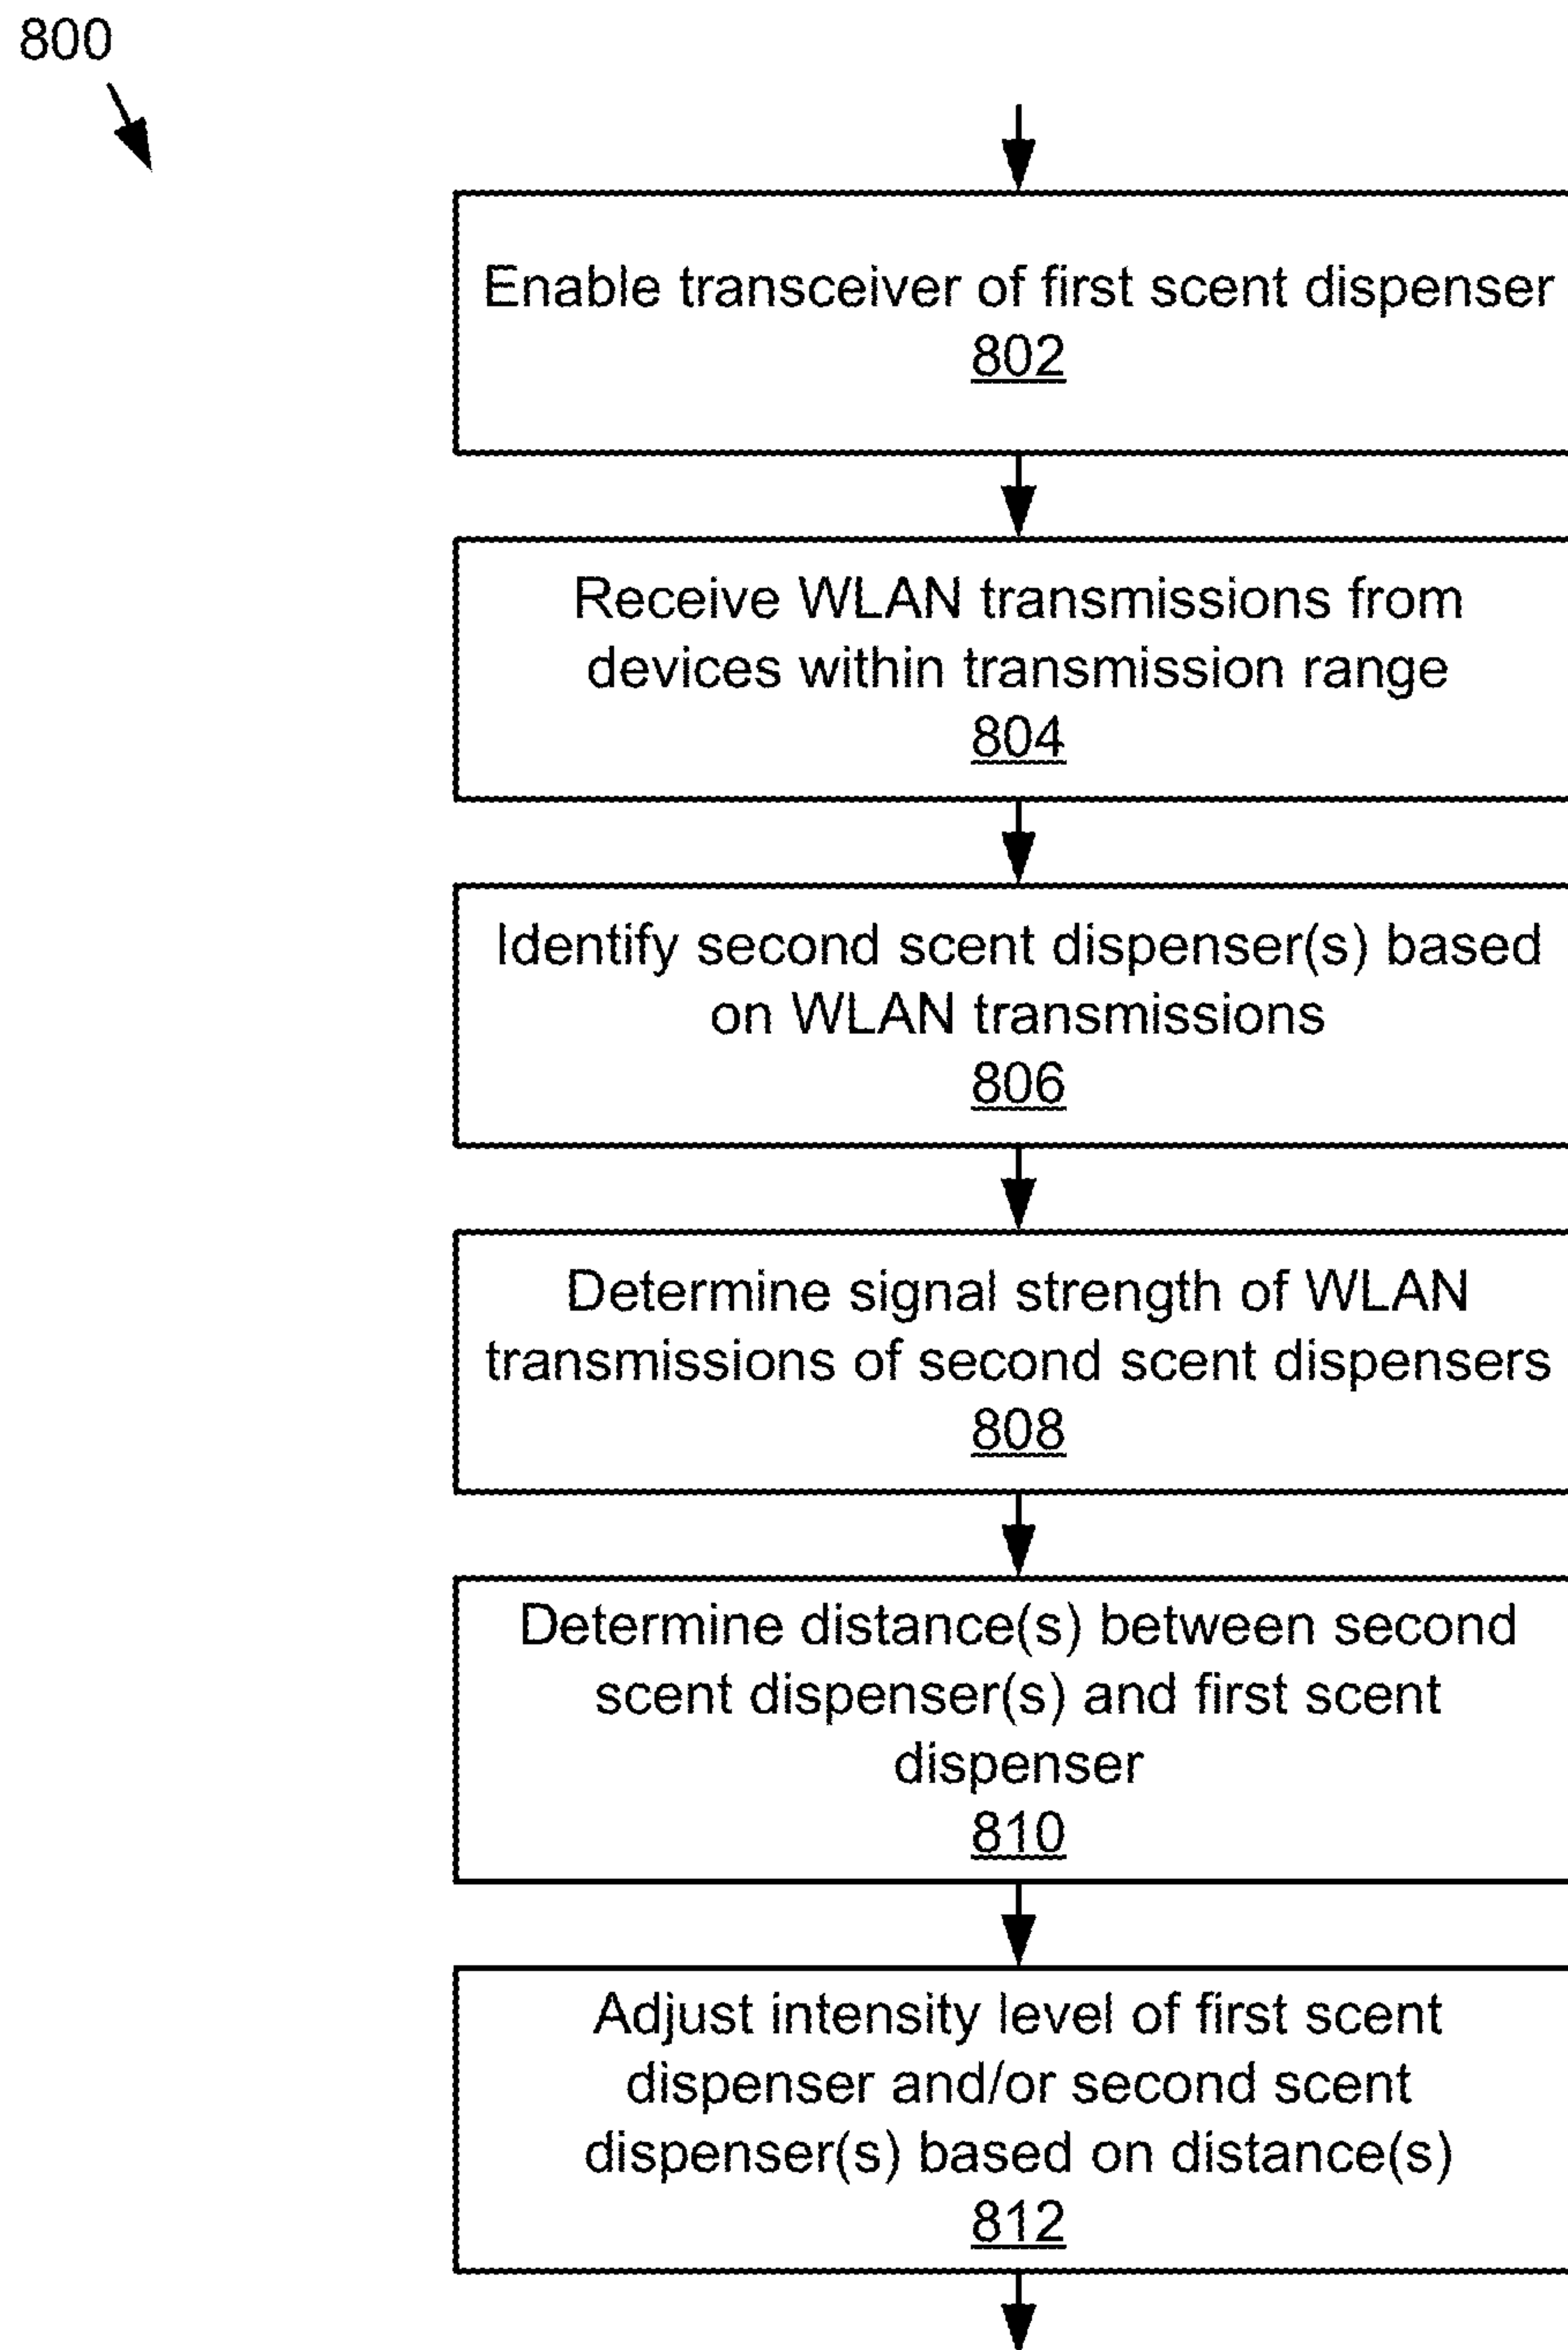 800
Enable transceiver of first scent dispenser
802
Receive WLAN transmissions from
devices within transmission range
804
Identify second scent dispenser(s) based
on WLAN transmissions
806
Determine signal strength of WLAN
transmissions of second scent dispensers
808
Determine distance(s) between second
scent dispenser(s) and first scent
dispenser
810
Adjust intensity level of first scent
dispenser and/or second scent
dispenser(s) based on distance(s)
812